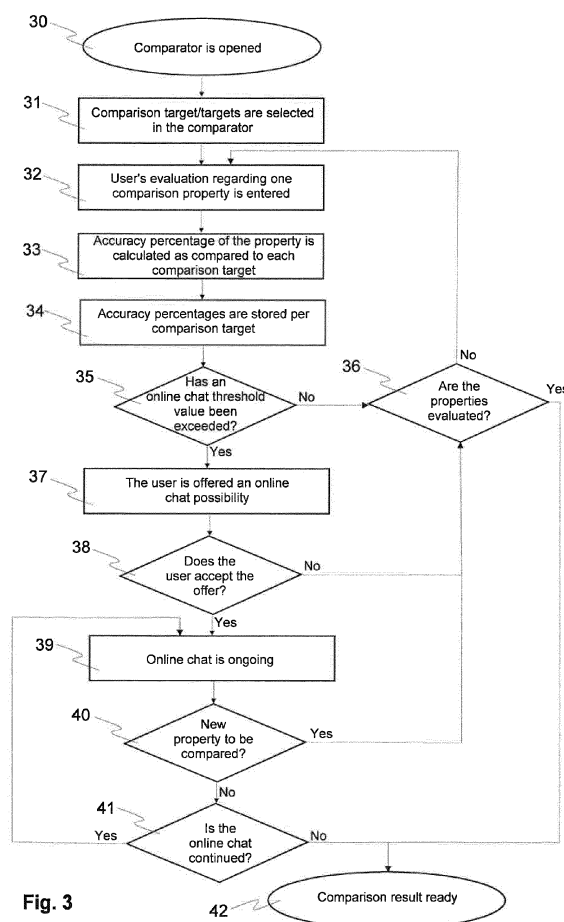 30
Comparator is opened
31
Comparison target/targets are selected
in the comparator
32
User's evaluation regarding one
comparison property is entered
33
Accuracy percentage of the property is
calculated as compared to each
comparison target
34
Accuracy percentages are stored per
comparison target
35
Has an
online chat threshold
value been
exceeded?
No
Yes
36
Are the
properties
evaluated?
No
Yes
37
The user is offered an online
chat possibility
38
Does the
user accept the
offer?
No
Yes
39
Online chat is ongoing
40
New
property to be
compared?
Yes
No
41
Is the
online chat
continued?
Yes
No
42
Comparison result ready
Fig. 3